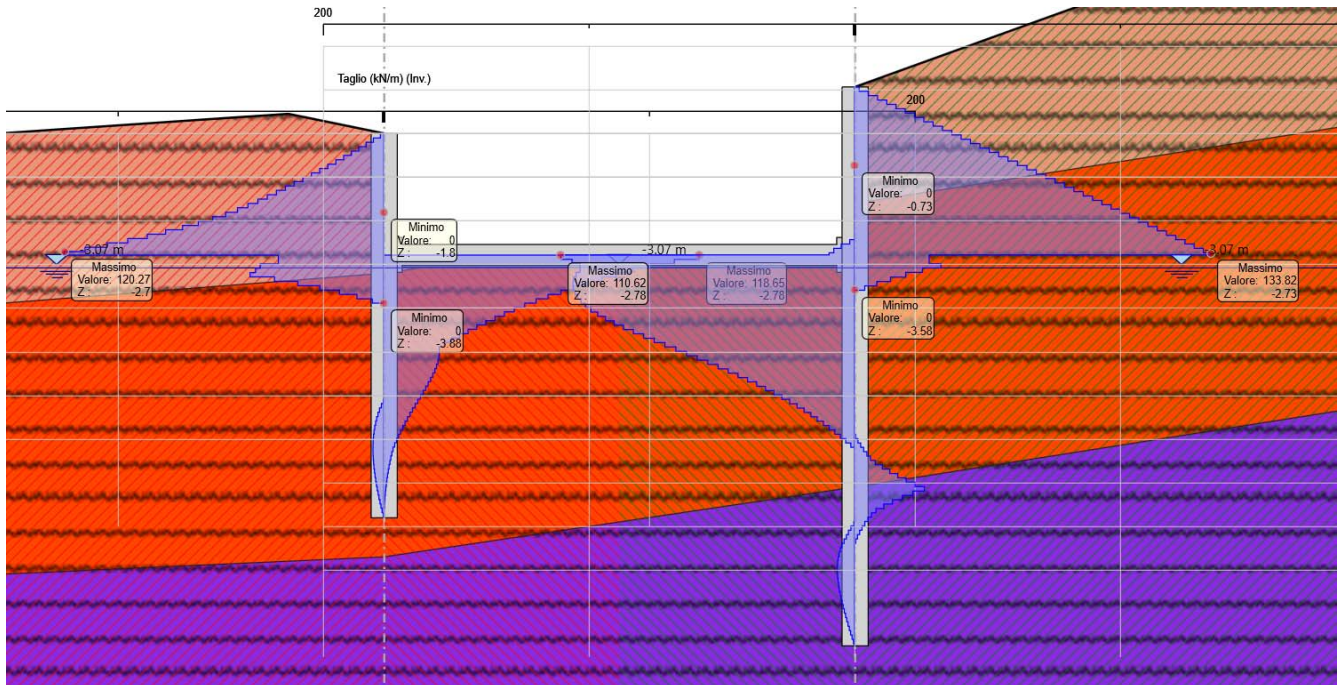 200
Taglio (kN/m) (Inv.)
200
Minimo
Valore: 0
Z : -0.73
Minimo
Valore: 0
Z : -1.8
-3.07 m
-3.07 m
3.07 m
Massimo
Valore: 120.27
Z : -2.7
Massimo
Valore: 110.62
Z : -2.78
Massimo
Valore: 118.65
Z : -2.78
Massimo
Valore: 133.82
Z : -2.73
Minimo
Valore: 0
Z : -3.88
Minimo
Valore: 0
Z : -3.58